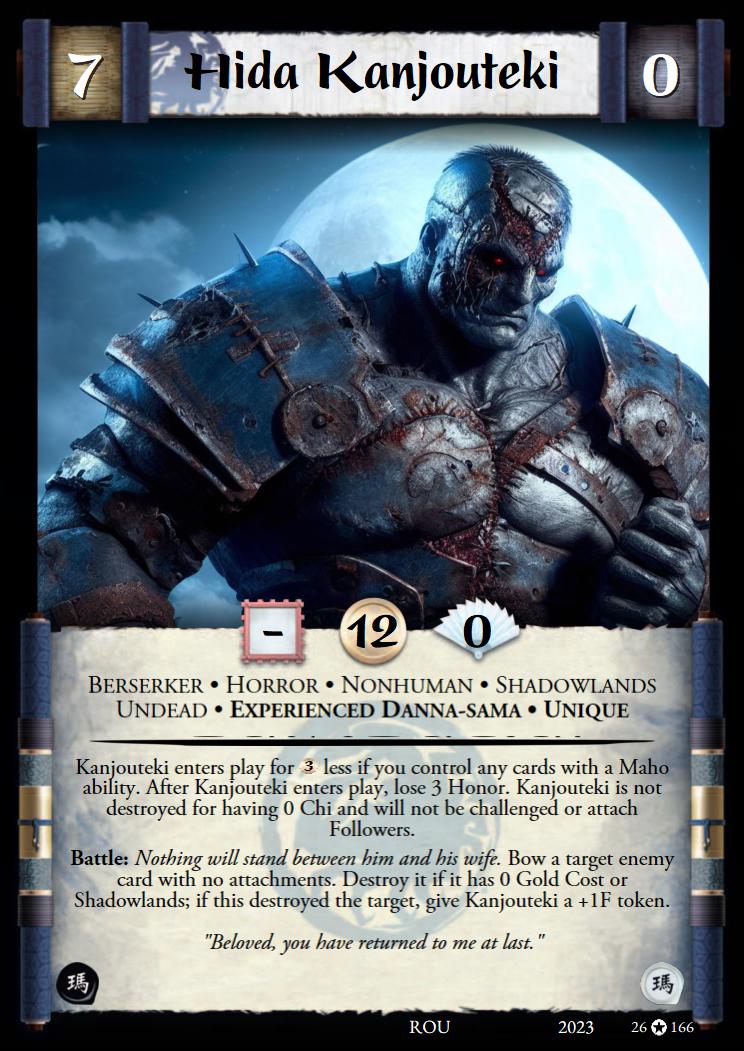 7 Hida Kanjouteki 0
- 12 0
BERSERKER • HORROR • NONHUMAN • SHADOWLANDS
UNDEAD • EXPERIENCED DANNA-SAMA • UNIQUE
Kanjouteki enters play for 3 less if you control any cards with a Maho
ability. After Kanjouteki enters play, lose 3 Honor. Kanjouteki is not
destroyed for having 0 Chi and will not be challenged or attach
Followers.
Battle: Nothing will stand between him and his wife. Bow a target enemy
card with no attachments. Destroy it if it has 0 Gold Cost or
Shadowlands; if this destroyed the target, give Kanjouteki a +1F token.
"Beloved, you have returned to me at last."
瑪 瑪
ROU 2023 26 166